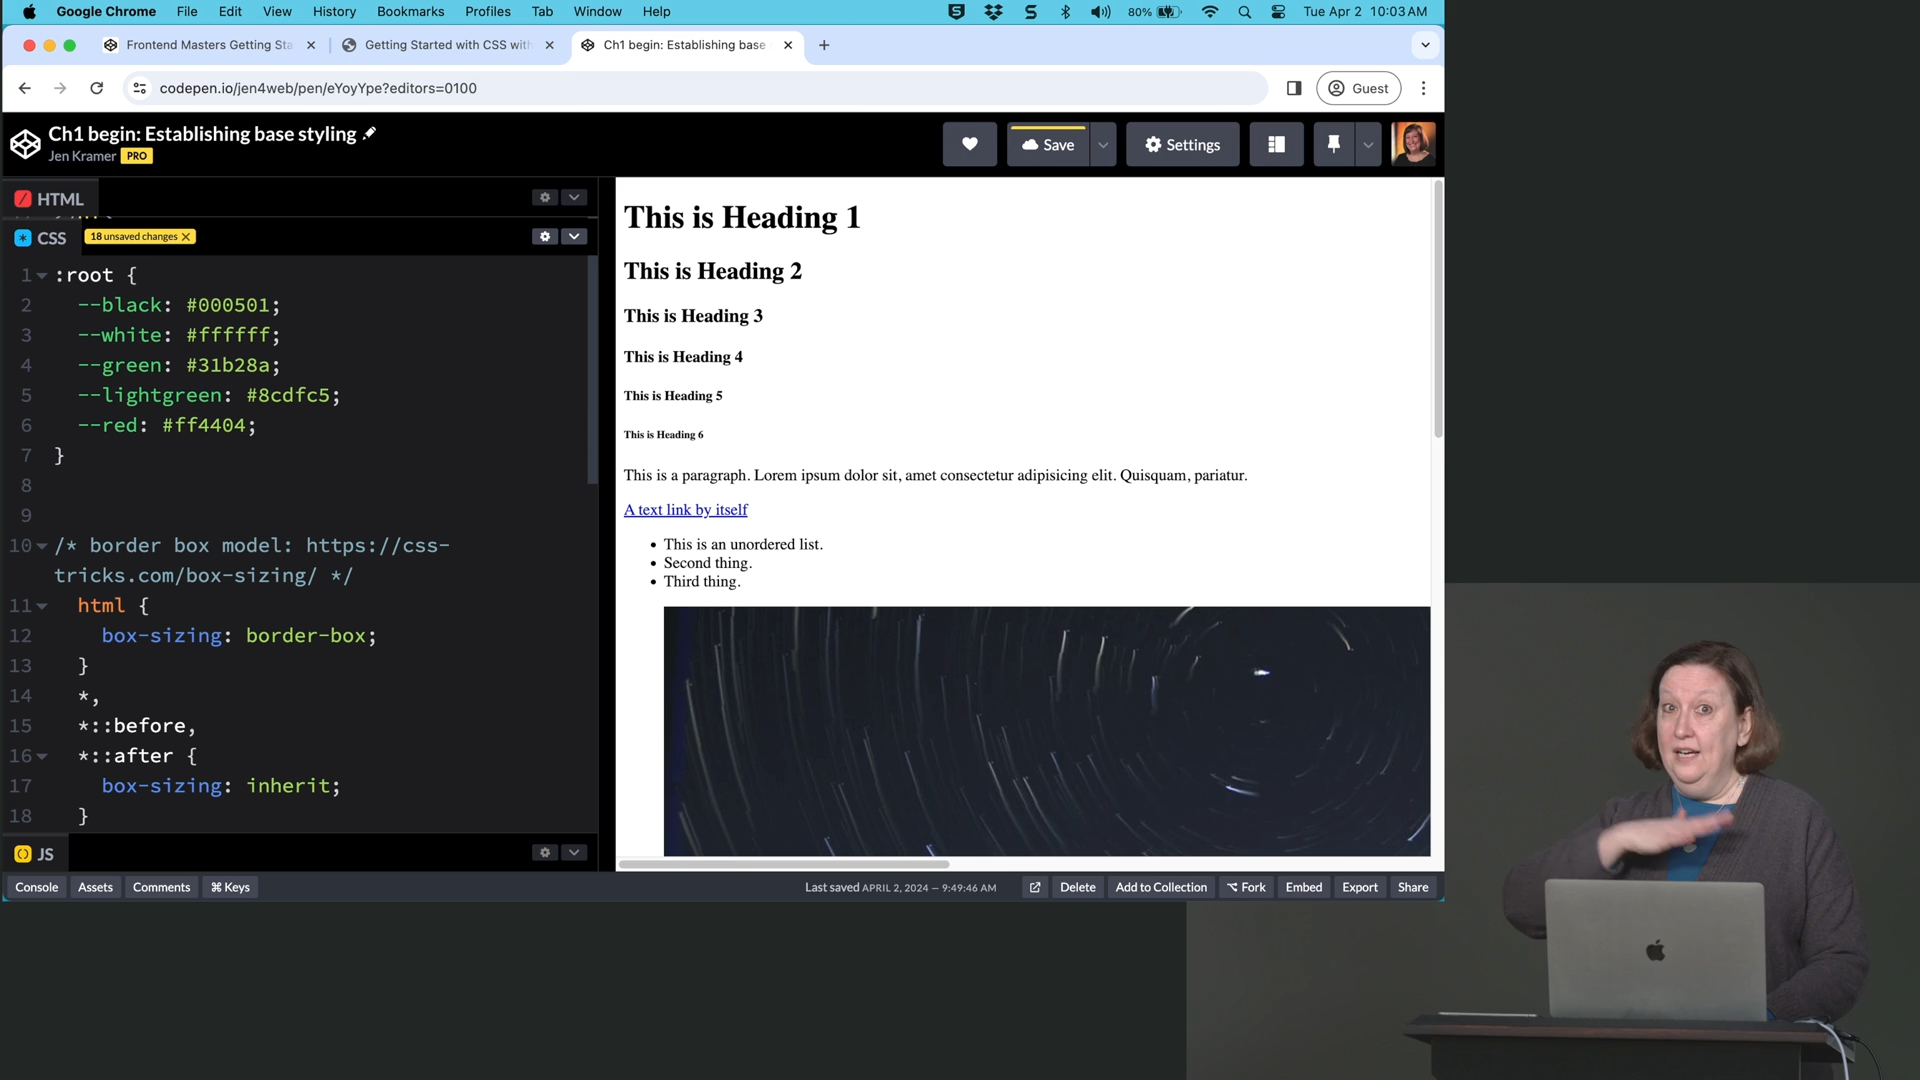 Google Chrome File Edit View History Bookmarks Profiles Tab Window Help 80% Tue Apr 2 10:03 AM
Frontend Masters Getting Sta Getting Started with CSS with Ch1 begin: Establishing base
codepen.io/jen4web/pen/eYoyYpe?editors=0100 Guest
Ch1 begin: Establishing base styling
Jen Kramer PRO
Save Settings
HTML
CSS 18 unsaved changes
1 :root {
2 --black: #000501;
3 --white: #ffffff;
4 --green: #31b28a;
5 --lightgreen: #8cdfc5;
6 --red: #ff4404;
7 }
8
9
10 /* border box model: https://css-
tricks.com/box-sizing/ */
11 html {
12 box-sizing: border-box;
13 }
14 *,
15 *::before,
16 *::after {
17 box-sizing: inherit;
18 }
JS
This is Heading 1
This is Heading 2
This is Heading 3
This is Heading 4
This is Heading 5
This is Heading 6
This is a paragraph. Lorem ipsum dolor sit, amet consectetur adipisicing elit. Quisquam, pariatur.
A text link by itself
• This is an unordered list.
• Second thing.
• Third thing.
Console Assets Comments ⌘ Keys Last saved APRIL 2, 2024 — 9:49:46 AM Delete Add to Collection Fork Embed Export Share